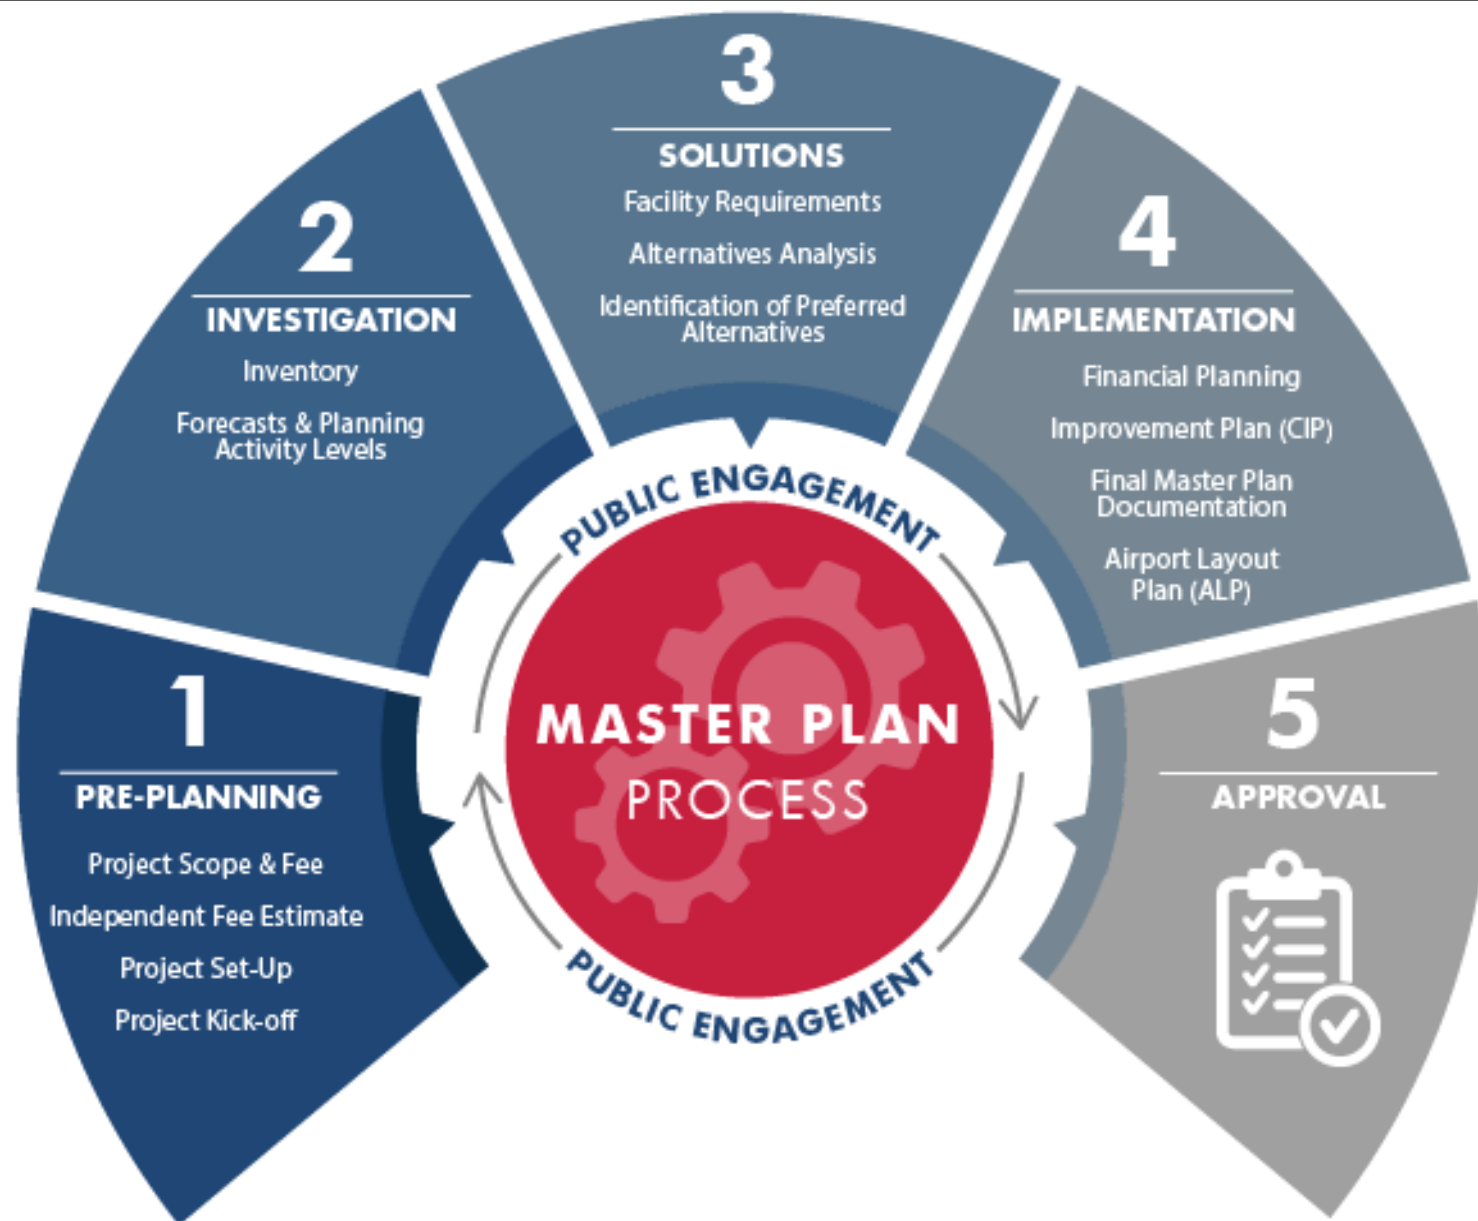 1
PRE-PLANNING
Project Scope & Fee
Independent Fee Estimate
Project Set-Up
Project Kick-off
2
INVESTIGATION
Inventory
Forecasts & Planning
Activity Levels
3
SOLUTIONS
Facility Requirements
Alternatives Analysis
Identification of Preferred
Alternatives
4
IMPLEMENTATION
Financial Planning
Improvement Plan (CIP)
Final Master Plan
Documentation
Airport Layout
Plan (ALP)
5
APPROVAL
PUBLIC ENGAGEMENT
MASTER PLAN
PROCESS
PUBLIC ENGAGEMENT